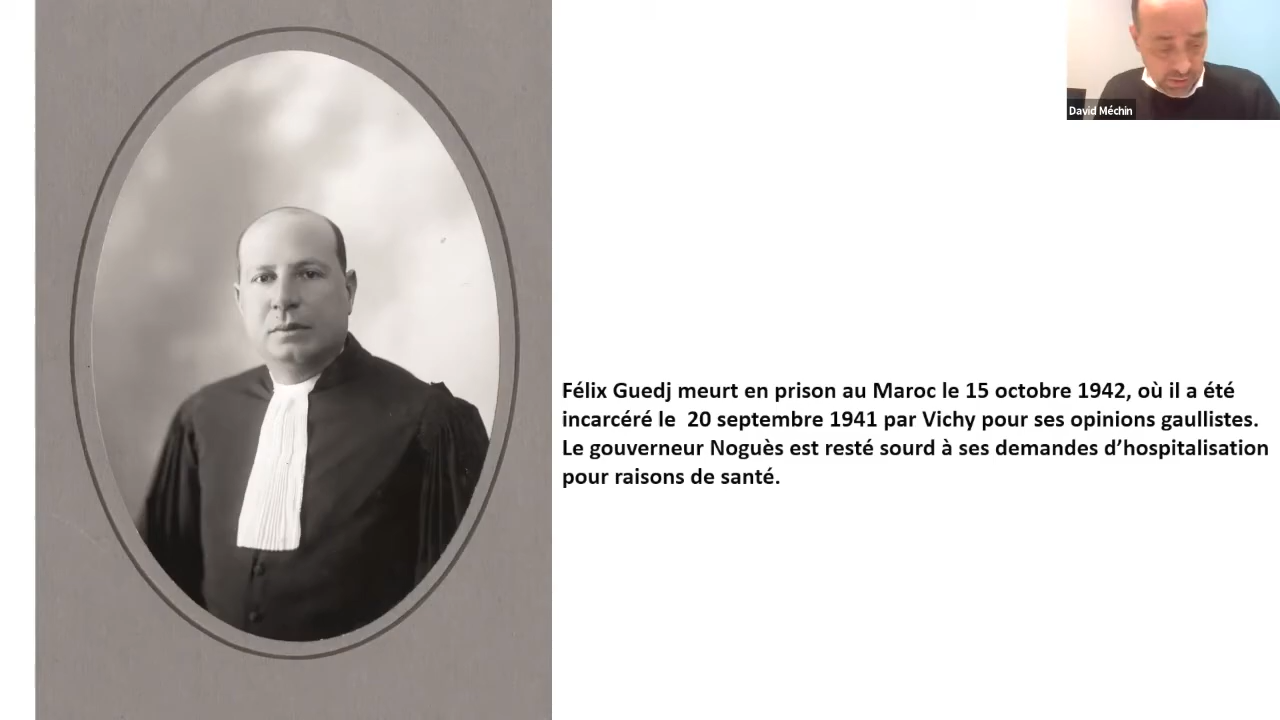 David Méchin
Félix Guedj meurt en prison au Maroc le 15 octobre 1942, où il a été
incarcéré le  20 septembre 1941 par Vichy pour ses opinions gaullistes.
Le gouverneur Noguès est resté sourd à ses demandes d’hospitalisation
pour raisons de santé.